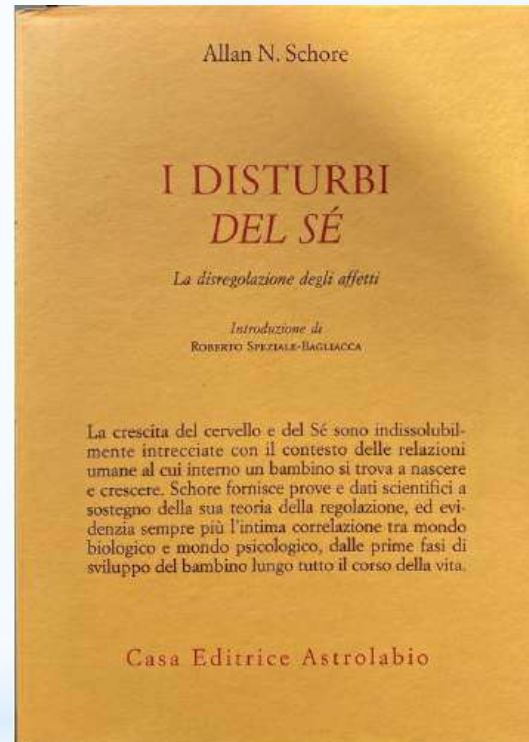 Allan N. Schore
I DISTURBI
DEL SÉ
La disregolazione degli affetti
Introduzione di
ROBERTO SPEZIALE-BAGLIACCA
La crescita del cervello e del Sé sono indissolubil-
mente intrecciate con il contesto delle relazioni
umane al cui interno un bambino si trova a nascere
e crescere. Schore fornisce prove e dati scientifici a
sostegno della sua teoria della regolazione, ed evi-
denzia sempre più l'intima correlazione tra mondo
biologico e mondo psicologico, dalle prime fasi di
sviluppo del bambino lungo tutto il corso della vita.
Casa Editrice Astrolabio